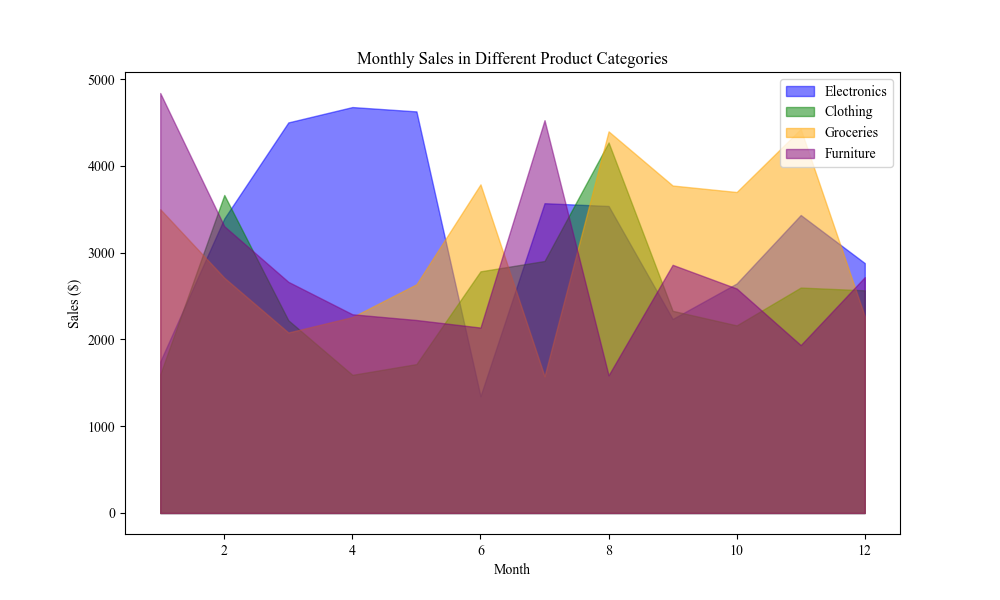 Monthly Sales in Different Product Categories
Electronics
Clothing
Groceries
Furniture
5000
4000
3000
2000
1000
0
Sales ($)
2 4 6 8 10 12
Month